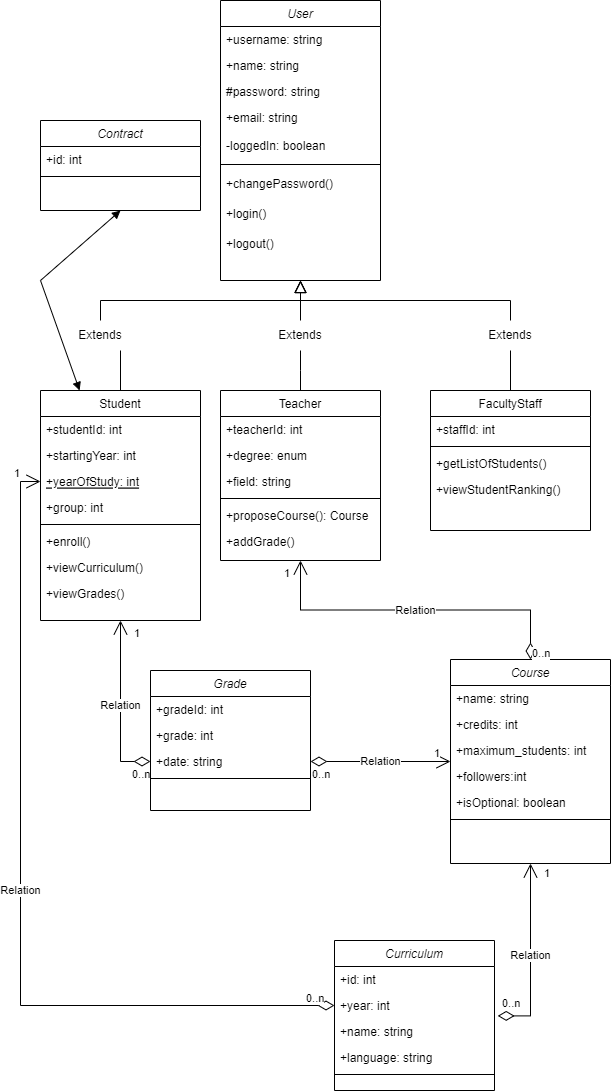 User
+username: string
+name: string
#password: string
+email: string
-loggedIn: boolean
+changePassword()
+login()
+logout()
Contract
+id: int
Extends
Extends
Extends
Student
+studentId: int
+startingYear: int
+yearOfStudy: int
+group: int
+enroll()
+viewCurriculum()
+viewGrades()
Teacher
+teacherId: int
+degree: enum
+field: string
+proposeCourse(): Course
+addGrade()
FacultyStaff
+staffId: int
+getListOfStudents()
+viewStudentRanking()
1
1
Relation
0..n
1
Relation
0..n
Grade
+gradeId: int
+grade: int
+date: string
0..n
Relation
1
Course
+name: string
+credits: int
+maximum_students: int
+followers:int
+isOptional: boolean
1
Relation
Relation
0..n
0..n
Curriculum
+id: int
+year: int
+name: string
+language: string